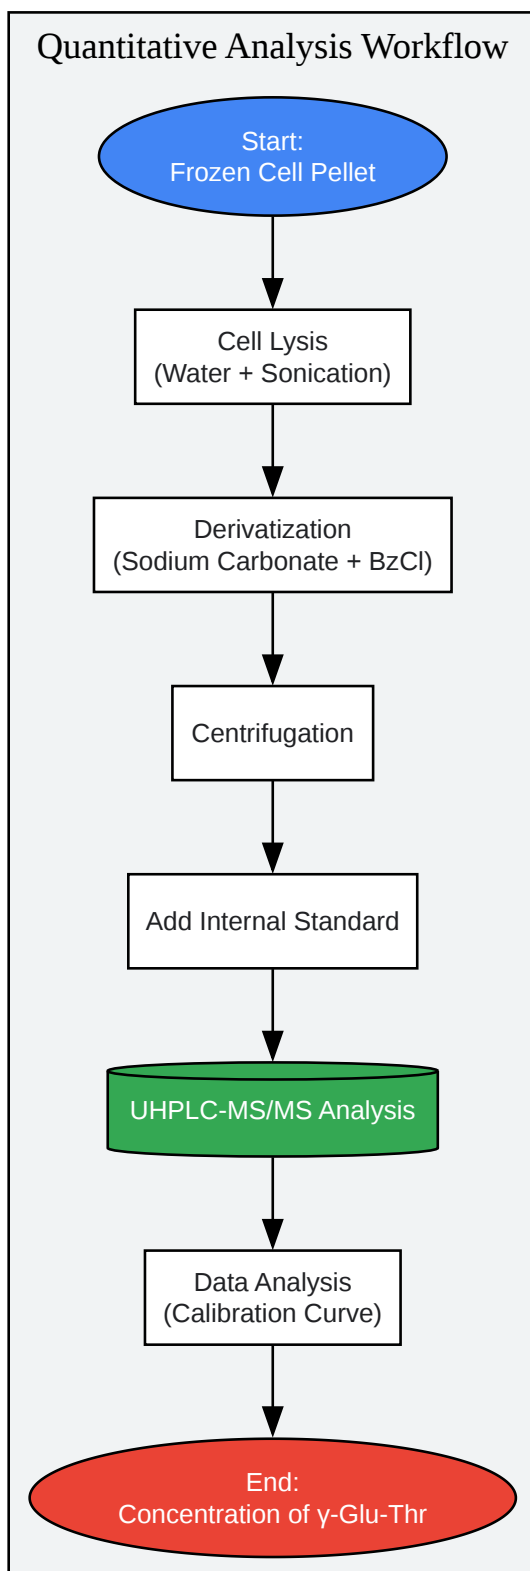 Quantitative Analysis Workflow
Start:
Frozen Cell Pellet
Cell Lysis
(Water + Sonication)
Derivatization
(Sodium Carbonate + BzCl)
Centrifugation
Add Internal Standard
UHPLC-MS/MS Analysis
Data Analysis
(Calibration Curve)
End:
Concentration of γ-Glu-Thr